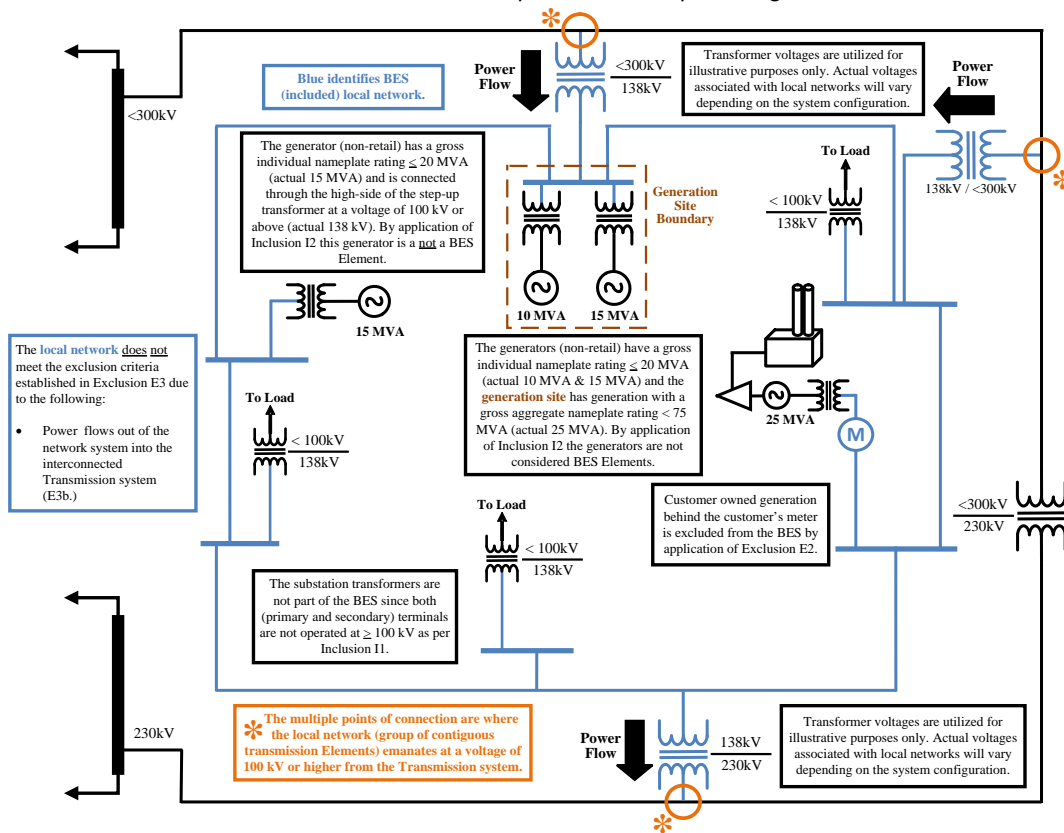 Blue identifies BES
(included) local network.
Power
Flow
<300kV
138kV
Transformer voltages are utilized for
illustrative purposes only. Actual voltages
associated with local networks will vary
depending on the system configuration.
Power
Flow
<300kV
The generator (non-retail) has a gross
individual nameplate rating ≤ 20 MVA
(actual 15 MVA) and is connected
through the high-side of the step-up
transformer at a voltage of 100 kV or
above (actual 138 kV). By application of
Inclusion I2 this generator is a not a BES
Element.
Generation
Site
Boundary
To Load
< 100kV
138kV
138kV / <300kV
10 MVA
15 MVA
15 MVA
The local network does not
meet the exclusion criteria
established in Exclusion E3 due
to the following:
• Power flows out of the
network system into the
interconnected
Transmission system
(E3b.)
The generators (non-retail) have a gross
individual nameplate rating ≤ 20 MVA
(actual 10 MVA & 15 MVA) and the
generation site has generation with a
gross aggregate nameplate rating < 75
MVA (actual 25 MVA). By application
of Inclusion I2 the generators are not
considered BES Elements.
25 MVA
M
To Load
< 100kV
138kV
To Load
< 100kV
138kV
Customer owned generation
behind the customer's meter
is excluded from the BES by
application of Exclusion E2.
<300kV
230kV
The substation transformers are
not part of the BES since both
(primary and secondary) terminals
are not operated at ≥ 100 kV as per
Inclusion I1.
230kV
* The multiple points of connection are where
the local network (group of contiguous
transmission Elements) emanates at a voltage of
100 kV or higher from the Transmission system.
Power
Flow
138kV
230kV
Transformer voltages are utilized for
illustrative purposes only. Actual voltages
associated with local networks will vary
depending on the system configuration.